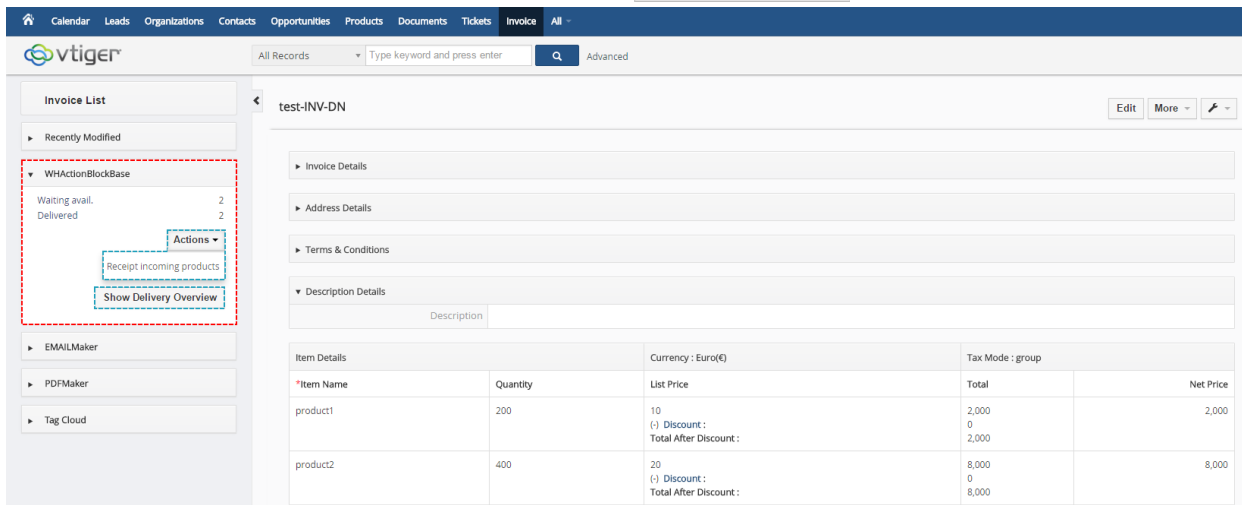 Calendar Leads Organizations Contacts Opportunities Products Documents Tickets Invoice All
vtiger All Records Type keyword and press enter Advanced
Invoice List
Recently Modified
WHActionBlockBase
Waiting avail. 2
Delivered 2
Actions
Receipt incoming products
Show Delivery Overview
EMAILMaker
PDFMaker
Tag Cloud
test-INV-DN Edit More
Invoice Details
Address Details
Terms & Conditions
Description Details
Description
Item Details Currency : Euro(€) Tax Mode : group
*Item Name Quantity List Price Total Net Price
product1 200 10 2,000 2,000
(-) Discount : 0
Total After Discount : 2,000
product2 400 20 8,000 8,000
(-) Discount : 0
Total After Discount : 8,000